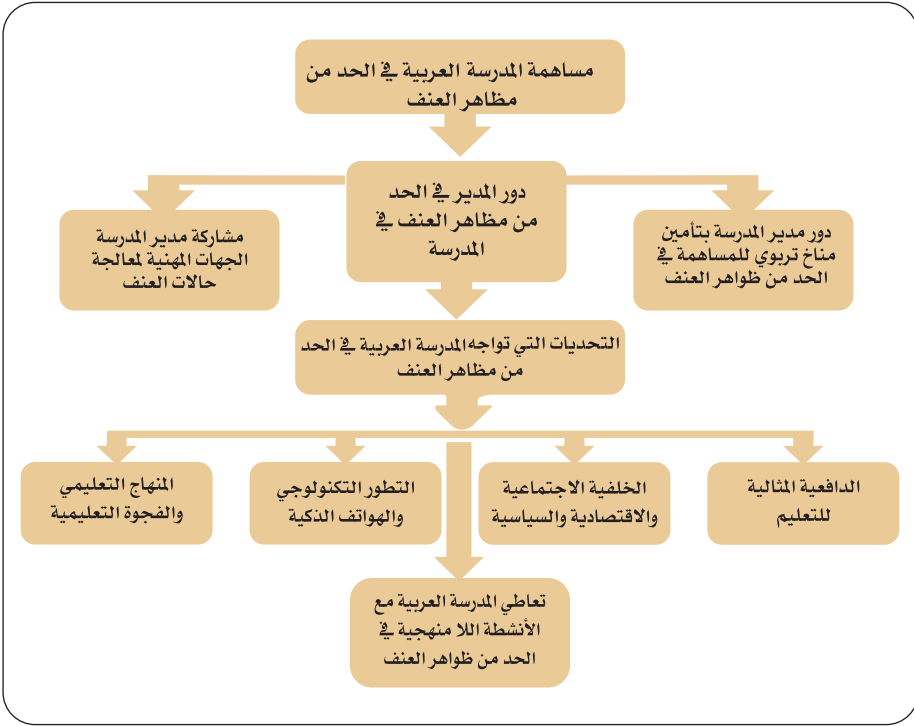 مساهمة المدرسة العربية في الحد من
مظاهر العنف
دور المدير في الحد
من مظاهر العنف في
المدرسة
دور مدير المدرسة بتأمين
مناخ تربوي للمساهمة في
الحد من ظواهر العنف
مشاركة مدير المدرسة
الجهات المهنية لمعالجة
حالات العنف
التحديات التي تواجه المدرسة العربية في الحد
من مظاهر العنف
الدافعية المثالية
للتعليم
الخلفية الاجتماعية
والاقتصادية والسياسية
التطور التكنولوجي
والهواتف الذكية
المنهاج التعليمي
والفجوة التعليمية
تعاطي المدرسة العربية مع
الأنشطة اللا منهجية في
الحد من ظواهر العنف